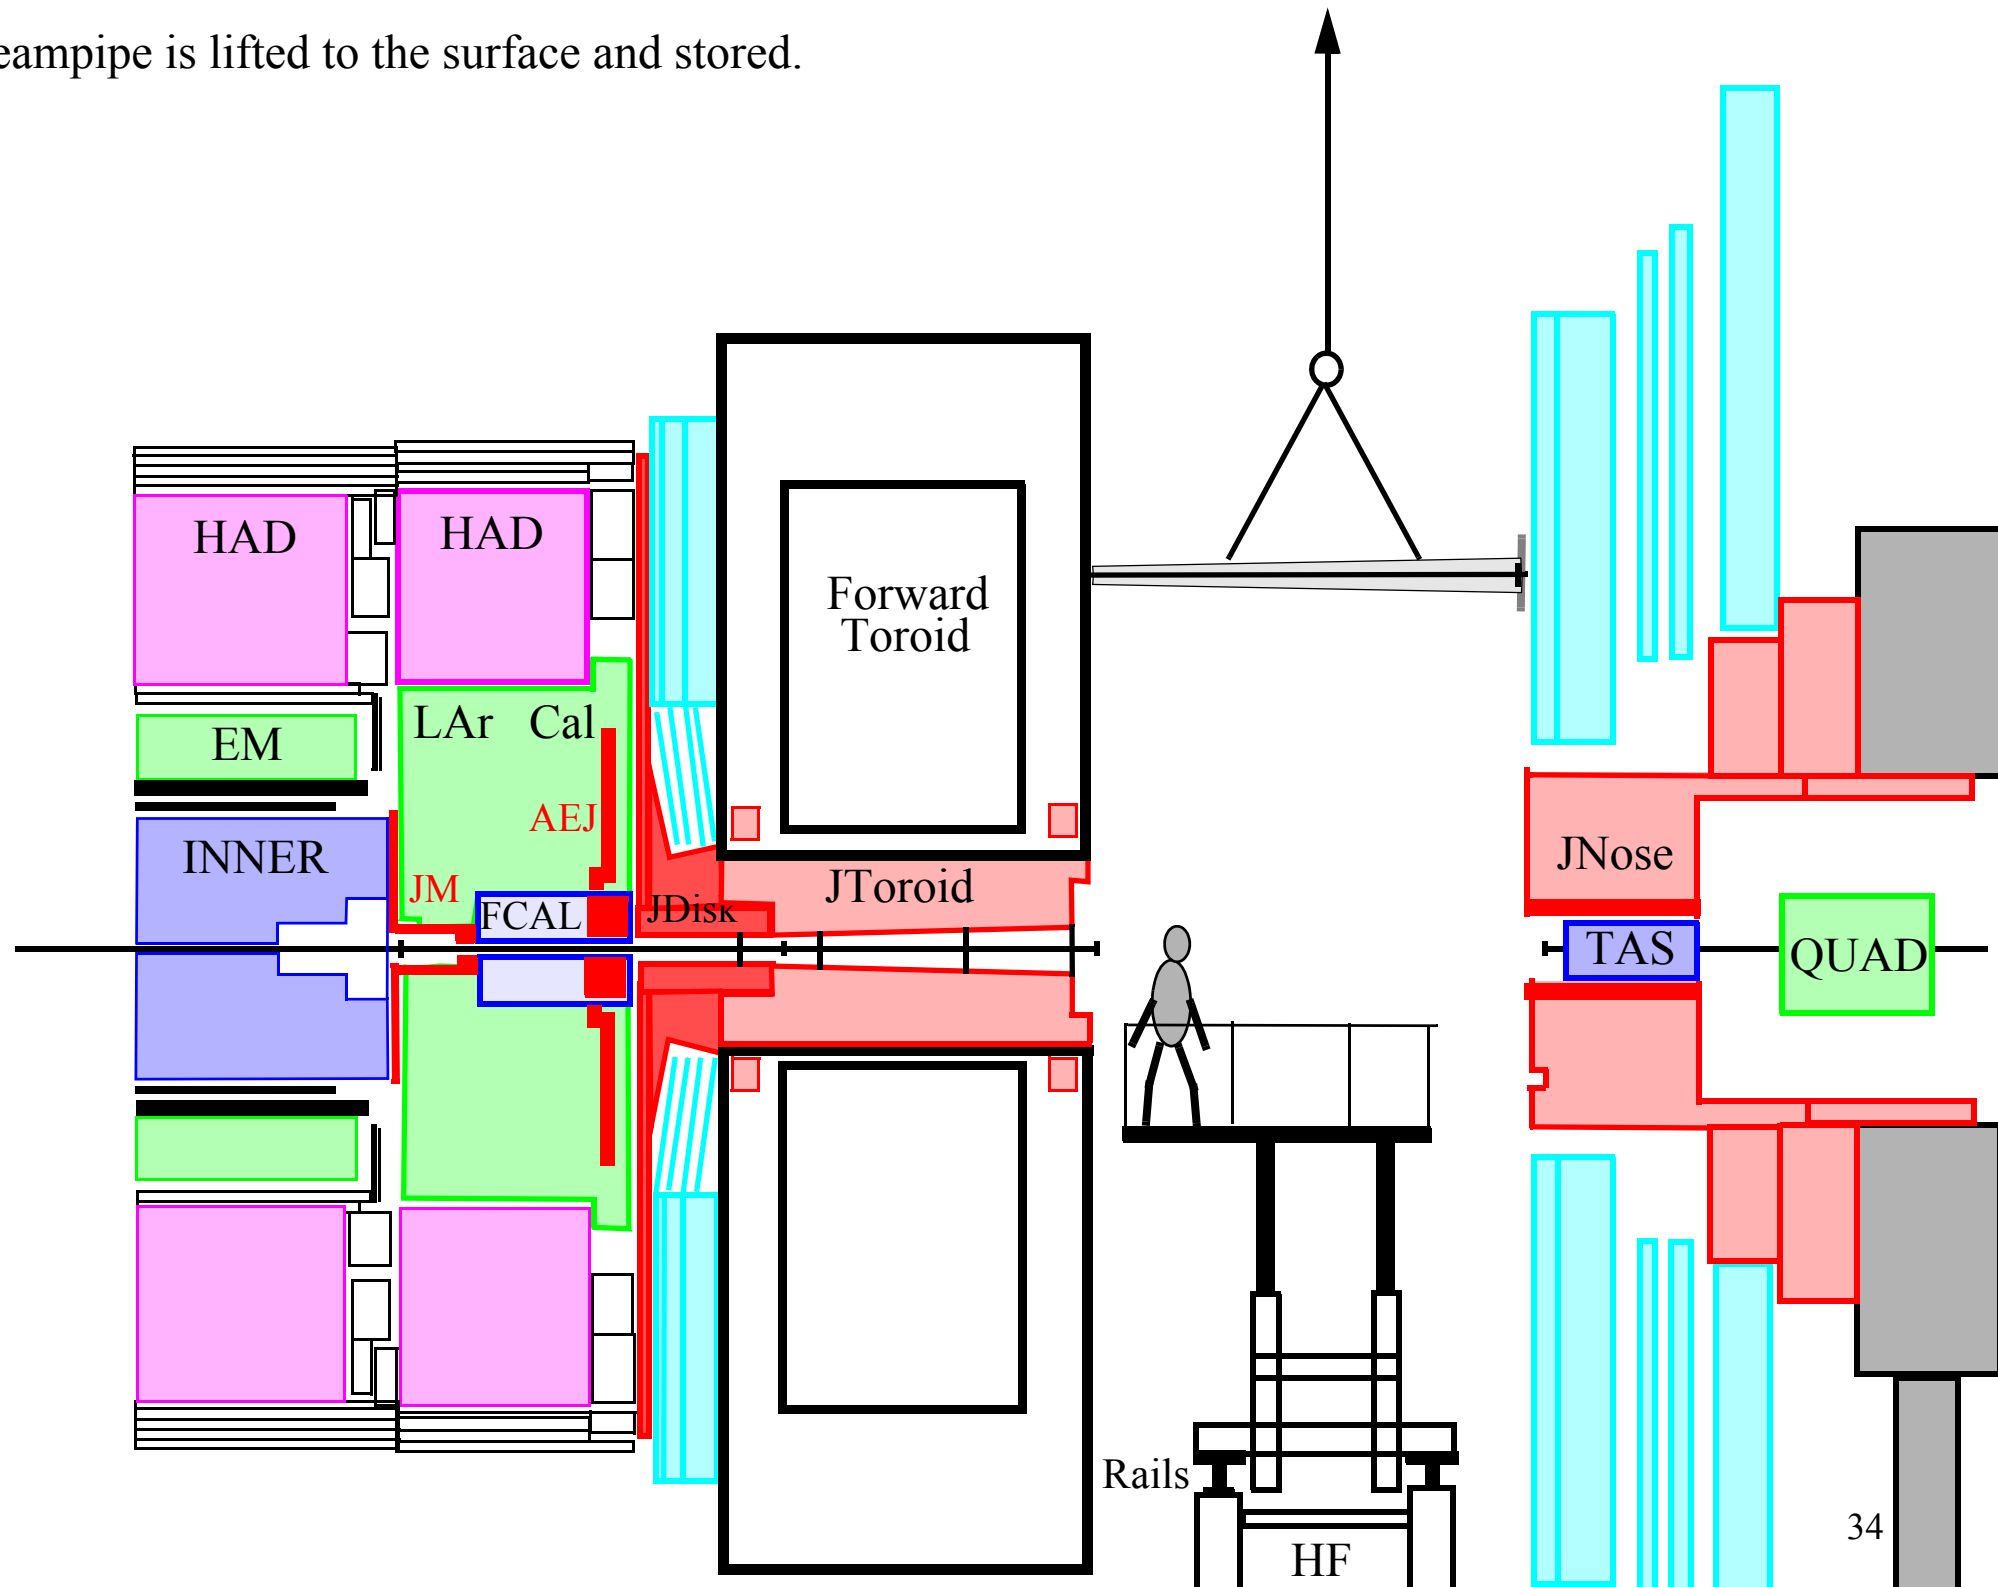 eampipe is lifted to the surface and stored.
HAD
HAD
Forward
Toroid
LAr Cal
EM
AEJ
INNER
JM
FCAL
JDisk
JToroid
JNose
TAS
QUAD
Rails
HF
34